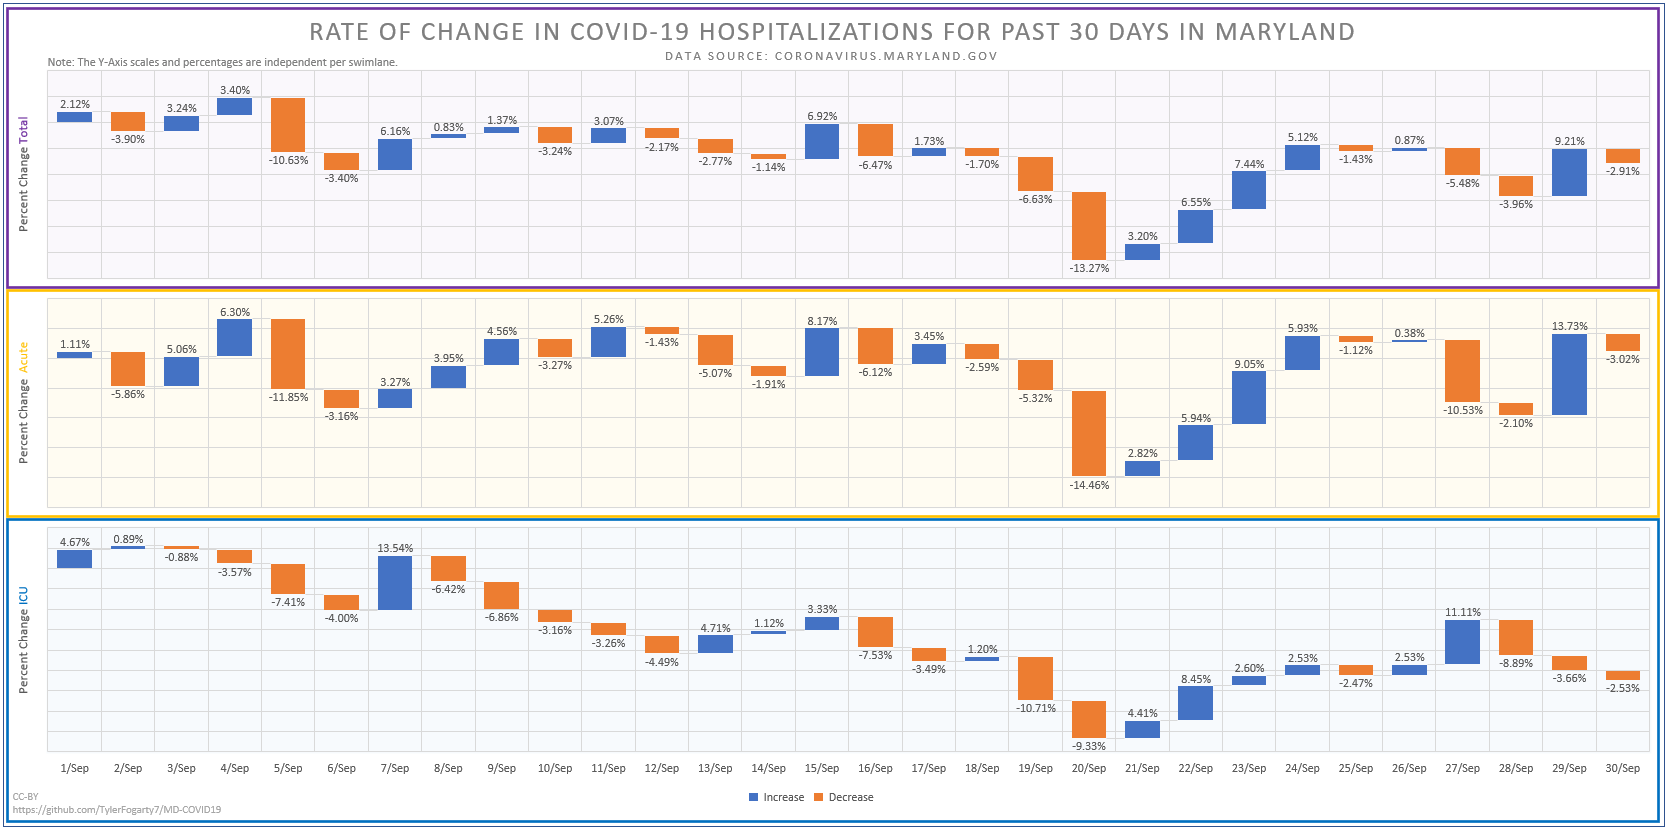 RATE OF CHANGE IN COVID-19 HOSPITALIZATIONS FOR PAST 30 DAYS IN MARYLAND
DATA SOURCE: CORONAVIRUS.MARYLAND.GOV
Note: The Y-Axis scales and percentages are independent per swimlane.
Percent Change Total
2.12% -3.90% 3.24% 3.40% -10.63% -3.40% 6.16% 0.83% 1.37% -3.24% 3.07% -2.17% -2.77% -1.14% 6.92% -6.47% 1.73% -1.70% -6.63% -13.27% 3.20% 6.55% 7.44% 5.12% -1.43% 0.87% -5.48% -3.96% 9.21% -2.91%
Percent Change Acute
1.11% -5.86% 5.06% 6.30% -11.85% -3.16% 3.27% 3.95% 4.56% -3.27% 5.26% -1.43% -5.07% -1.91% 8.17% -6.12% 3.45% -2.59% -5.32% -14.46% 2.82% 5.94% 9.05% 5.93% -1.12% 0.38% -10.53% -2.10% 13.73% -3.02%
Percent Change ICU
4.67% 0.89% -0.88% -3.57% -7.41% -4.00% 13.54% -6.42% -6.86% -3.16% -3.26% -4.49% 4.71% 1.12% 3.33% -7.53% -3.49% 1.20% -10.71% -9.33% 4.41% 8.45% 2.60% 2.53% -2.47% 2.53% 11.11% -8.89% -3.66% -2.53%
1/Sep 2/Sep 3/Sep 4/Sep 5/Sep 6/Sep 7/Sep 8/Sep 9/Sep 10/Sep 11/Sep 12/Sep 13/Sep 14/Sep 15/Sep 16/Sep 17/Sep 18/Sep 19/Sep 20/Sep 21/Sep 22/Sep 23/Sep 24/Sep 25/Sep 26/Sep 27/Sep 28/Sep 29/Sep 30/Sep
Increase Decrease
CC-BY
https://github.com/TylerFogarty7/MD-COVID19